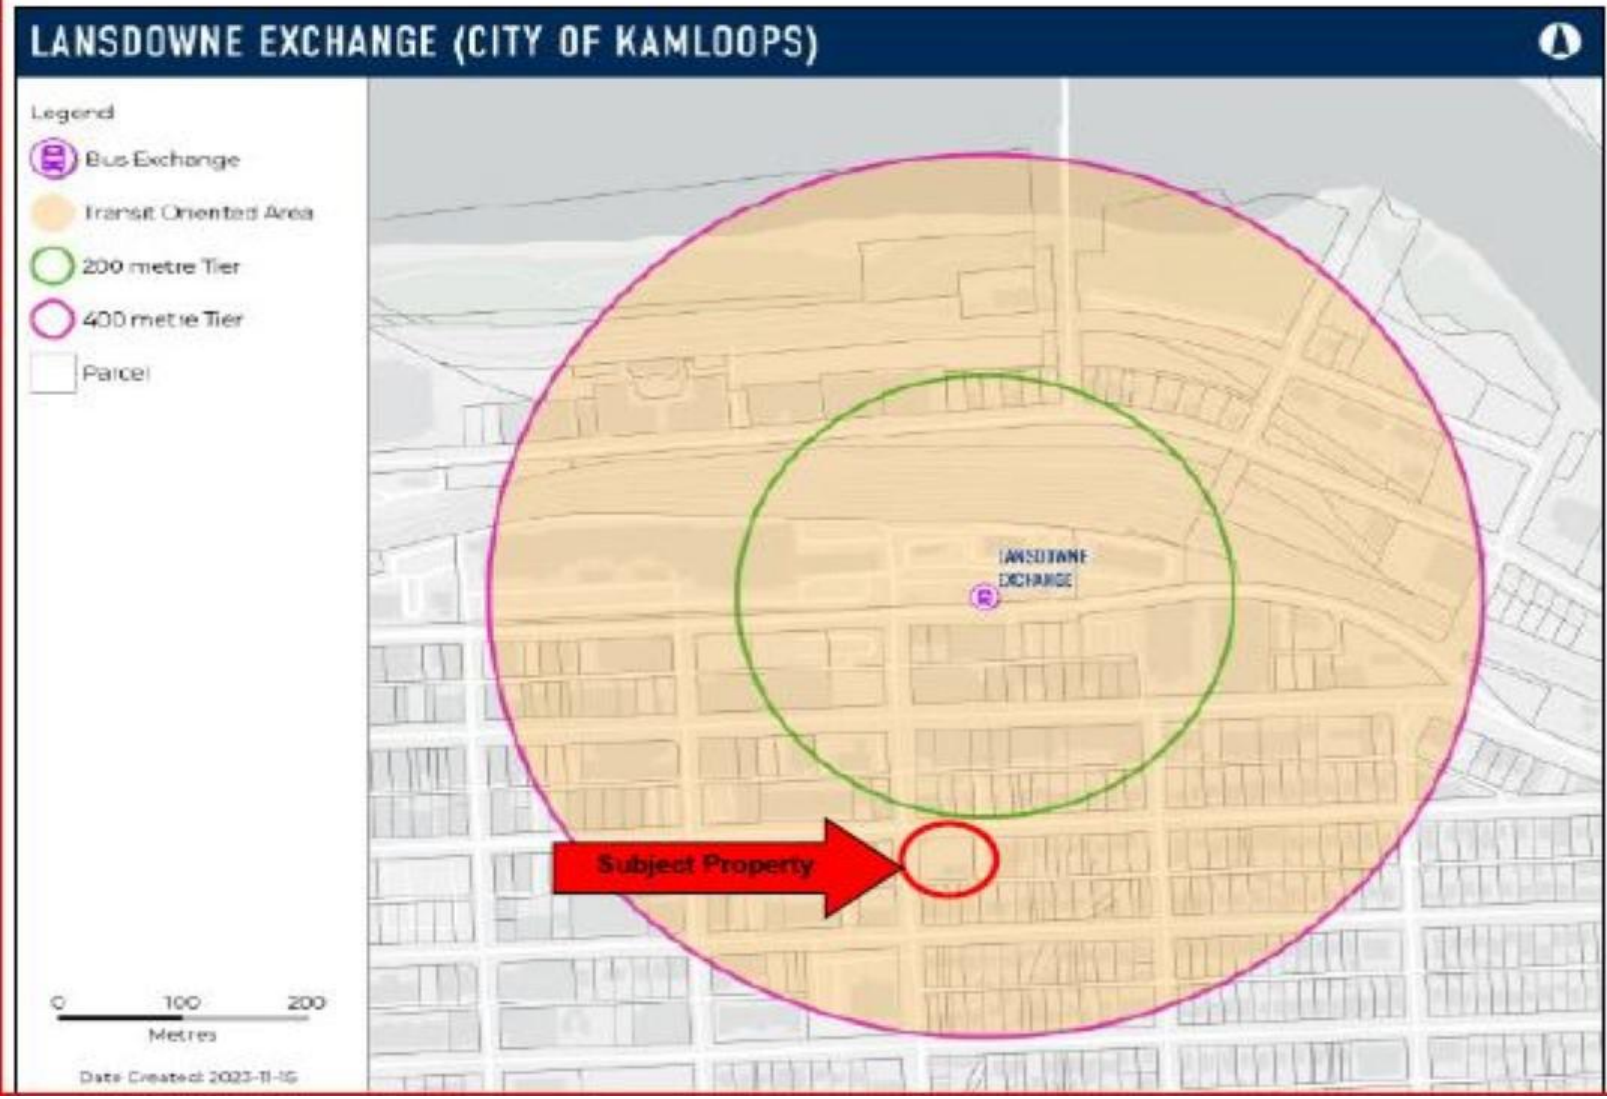 LANSDOWNE EXCHANGE (CITY OF KAMLOOPS)
Legend
Bus Exchange
Transit Oriented Area
200 metre Tier
400 metre Tier
Parcel
LANSDOWNE
EXCHANGE
Subject Property
0 100 200
Metres
Date Created: 2023-11-15